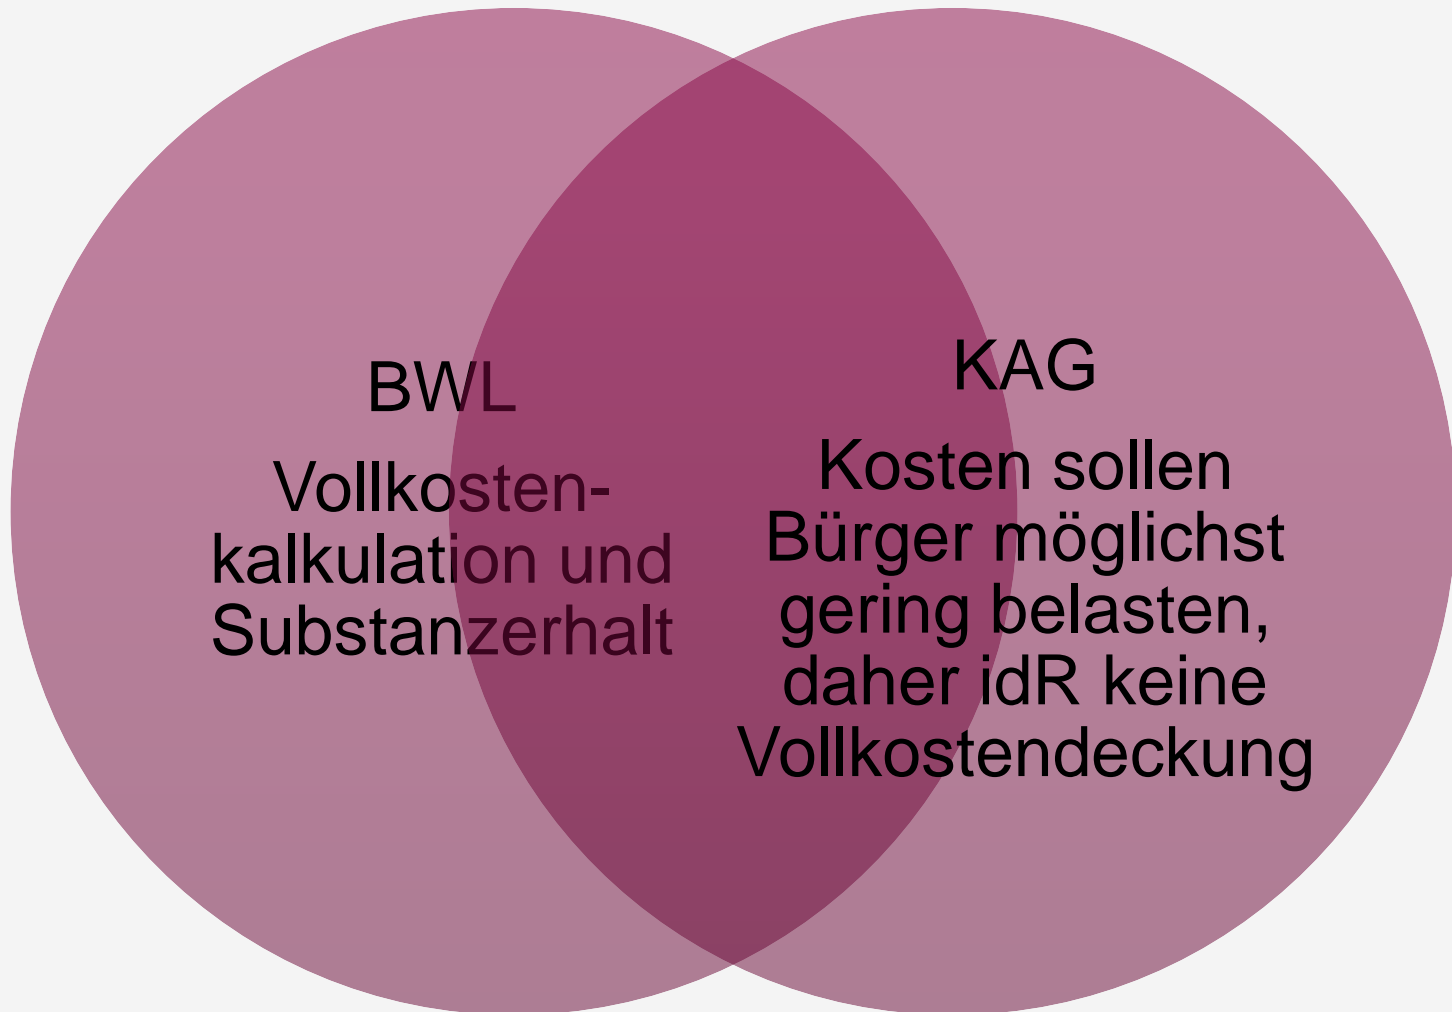 BWL
Vollkosten-
kalkulation und
Substanzerhalt
KAG
Kosten sollen
Bürger möglichst
gering belasten,
daher idR keine
Vollkostendeckung